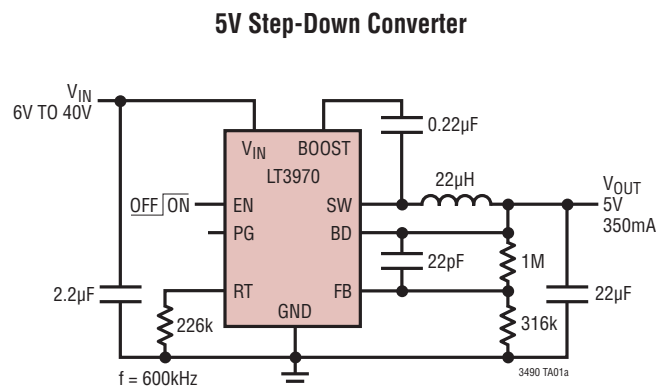 5V Step-Down Converter
VIN
6V TO 40V
0.22µF
VIN BOOST
LT3970
22µH
VOUT
5V
350mA
OFF ON
EN
SW
PG
BD
22pF
1M
2.2µF
RT
FB
22µF
GND
226k
316k
3490 TA01a
f = 600kHz